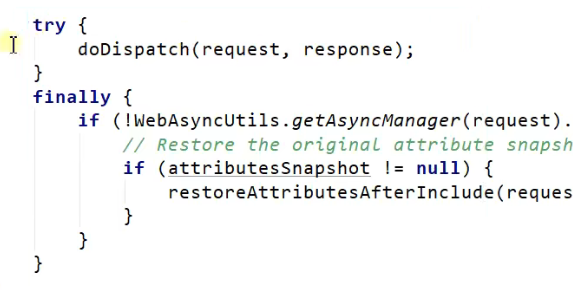 try {
doDispatch(request, response);
}
finally {
if (!WebAsyncUtils.getAsyncManager(request).
// Restore the original attribute snapsh
if (attributesSnapshot != null) {
restoreAttributesAfterInclude(reques
}
}
}